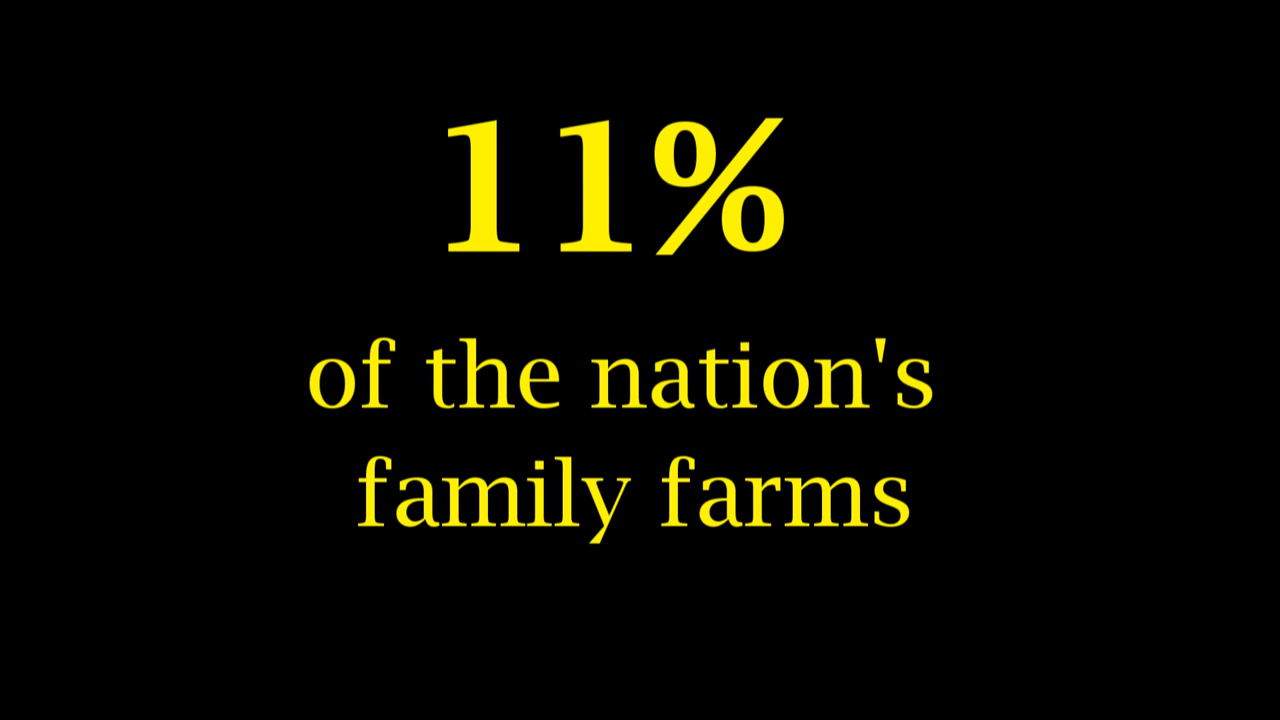 11%
of the nation's
family farms